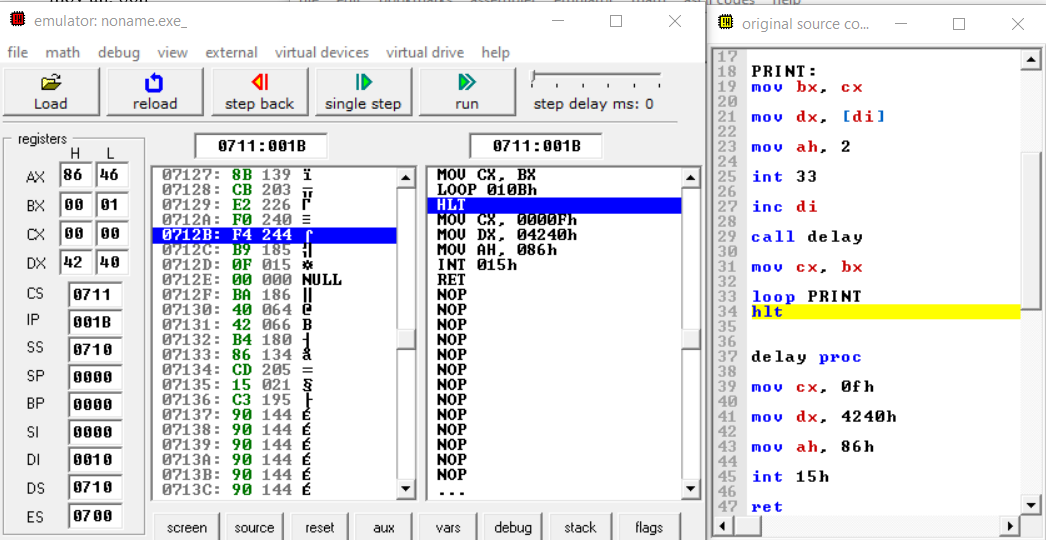 emulator: noname.exe_
file math debug view external virtual devices virtual drive help
Load reload step back single step run step delay ms: 0
registers
H L
AX 86 46
BX 00 01
CX 00 00
DX 42 40
CS 0711
IP 001B
SS 0710
SP 0000
BP 0000
SI 0000
DI 0010
DS 0710
ES 0700
0711:001B
07127: 8B 139 ï
07128: CB 203 ╦
07129: E2 226 Γ
0712A: F0 240 ≡
0712B: F4 244 ⌠
0712C: B9 185 ╣
0712D: 0F 015 ☼
0712E: 00 000 NULL
0712F: BA 186 ║
07130: 40 064 @
07131: 42 066 B
07132: B4 180 ┤
07133: 86 134 å
07134: CD 205 =
07135: 15 021 §
07136: C3 195 ├
07137: 90 144 É
07138: 90 144 É
07139: 90 144 É
0713A: 90 144 É
0713B: 90 144 É
0713C: 90 144 É
0711:001B
MOV CX, BX
LOOP 010Bh
HLT
MOV CX, 0000Fh
MOV DX, 04240h
MOV AH, 086h
INT 015h
RET
NOP
NOP
NOP
NOP
NOP
NOP
NOP
NOP
NOP
NOP
NOP
NOP
NOP
...
screen source reset aux vars debug stack flags
original source co...
17
18 PRINT:
19 mov bx, cx
20
21 mov dx, [di]
22
23 mov ah, 2
24
25 int 33
26
27 inc di
28
29 call delay
30
31 mov cx, bx
32
33 loop PRINT
34 hlt
35
36
37 delay proc
38
39 mov cx, 0fh
40
41 mov dx, 4240h
42
43 mov ah, 86h
44
45 int 15h
46
47 ret